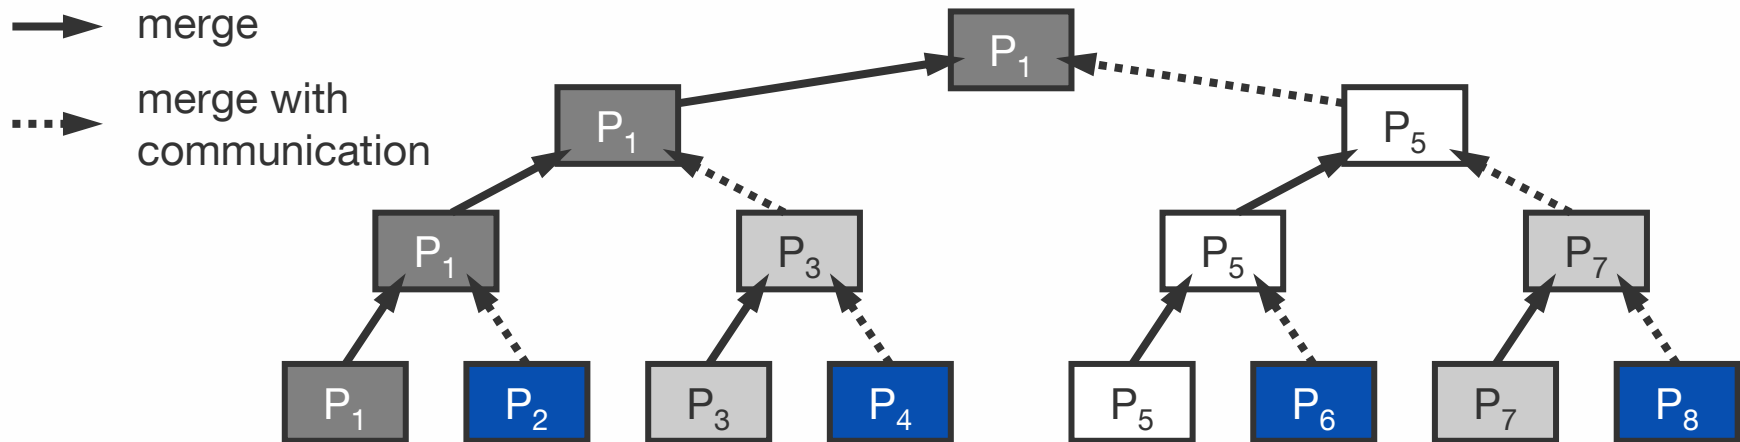 merge
merge with
communication
P₁
P₁
P₅
P₁
P₃
P₅
P₇
P₁
P₂
P₃
P₄
P₅
P₆
P₇
P₈